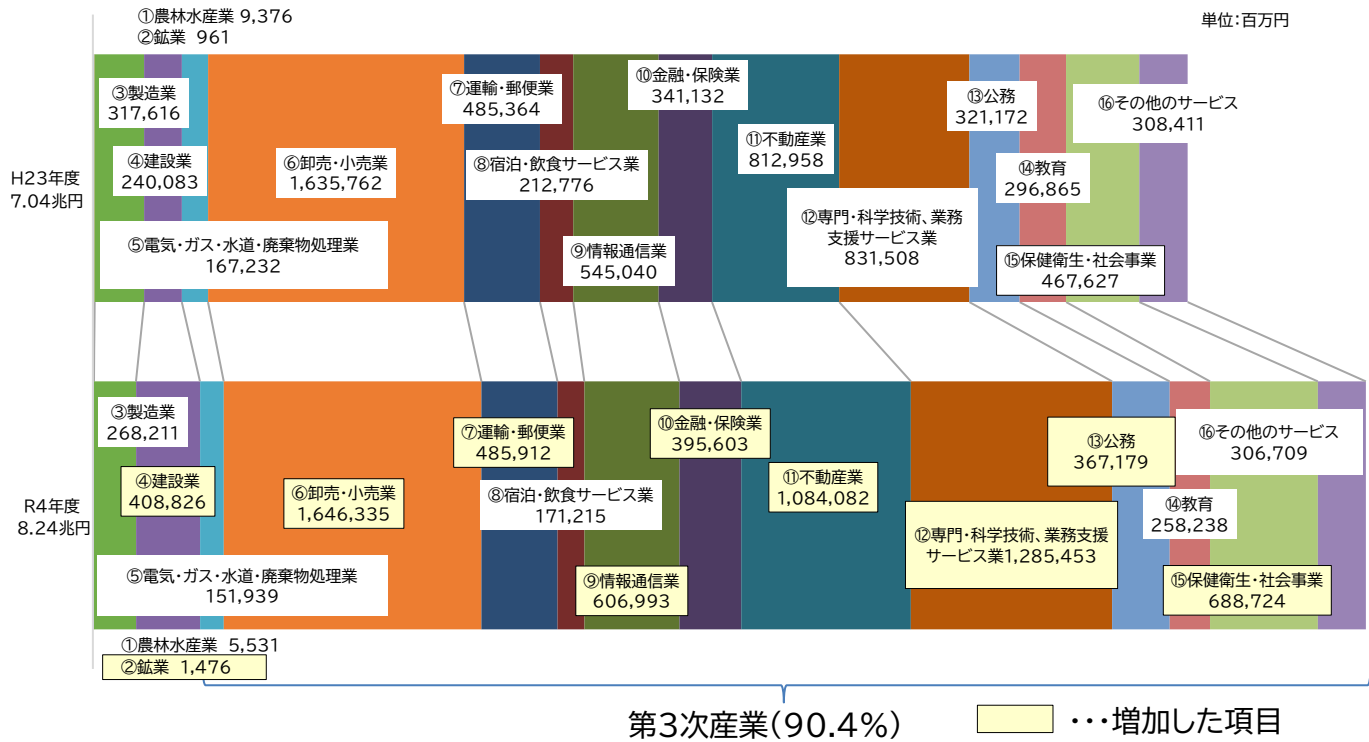 ①農林水産業 9,376
②鉱業 961
単位：百万円
H23年度
7.04兆円
③製造業
317,616
④建設業
240,083
⑤電気・ガス・水道・廃棄物処理業
167,232
⑥卸売・小売業
1,635,762
⑦運輸・郵便業
485,364
⑧宿泊・飲食サービス業
212,776
⑨情報通信業
545,040
⑩金融・保険業
341,132
⑪不動産業
812,958
⑫専門・科学技術、業務
支援サービス業
831,508
⑬公務
321,172
⑭教育
296,865
⑮保健衛生・社会事業
467,627
⑯その他のサービス
308,411
R4年度
8.24兆円
③製造業
268,211
④建設業
408,826
⑤電気・ガス・水道・廃棄物処理業
151,939
⑥卸売・小売業
1,646,335
⑦運輸・郵便業
485,912
⑧宿泊・飲食サービス業
171,215
⑨情報通信業
606,993
⑩金融・保険業
395,603
⑪不動産業
1,084,082
⑫専門・科学技術、業務支援
サービス業1,285,453
⑬公務
367,179
⑭教育
258,238
⑮保健衛生・社会事業
688,724
⑯その他のサービス
306,709
①農林水産業 5,531
②鉱業 1,476
第3次産業(90.4%)
・・・増加した項目